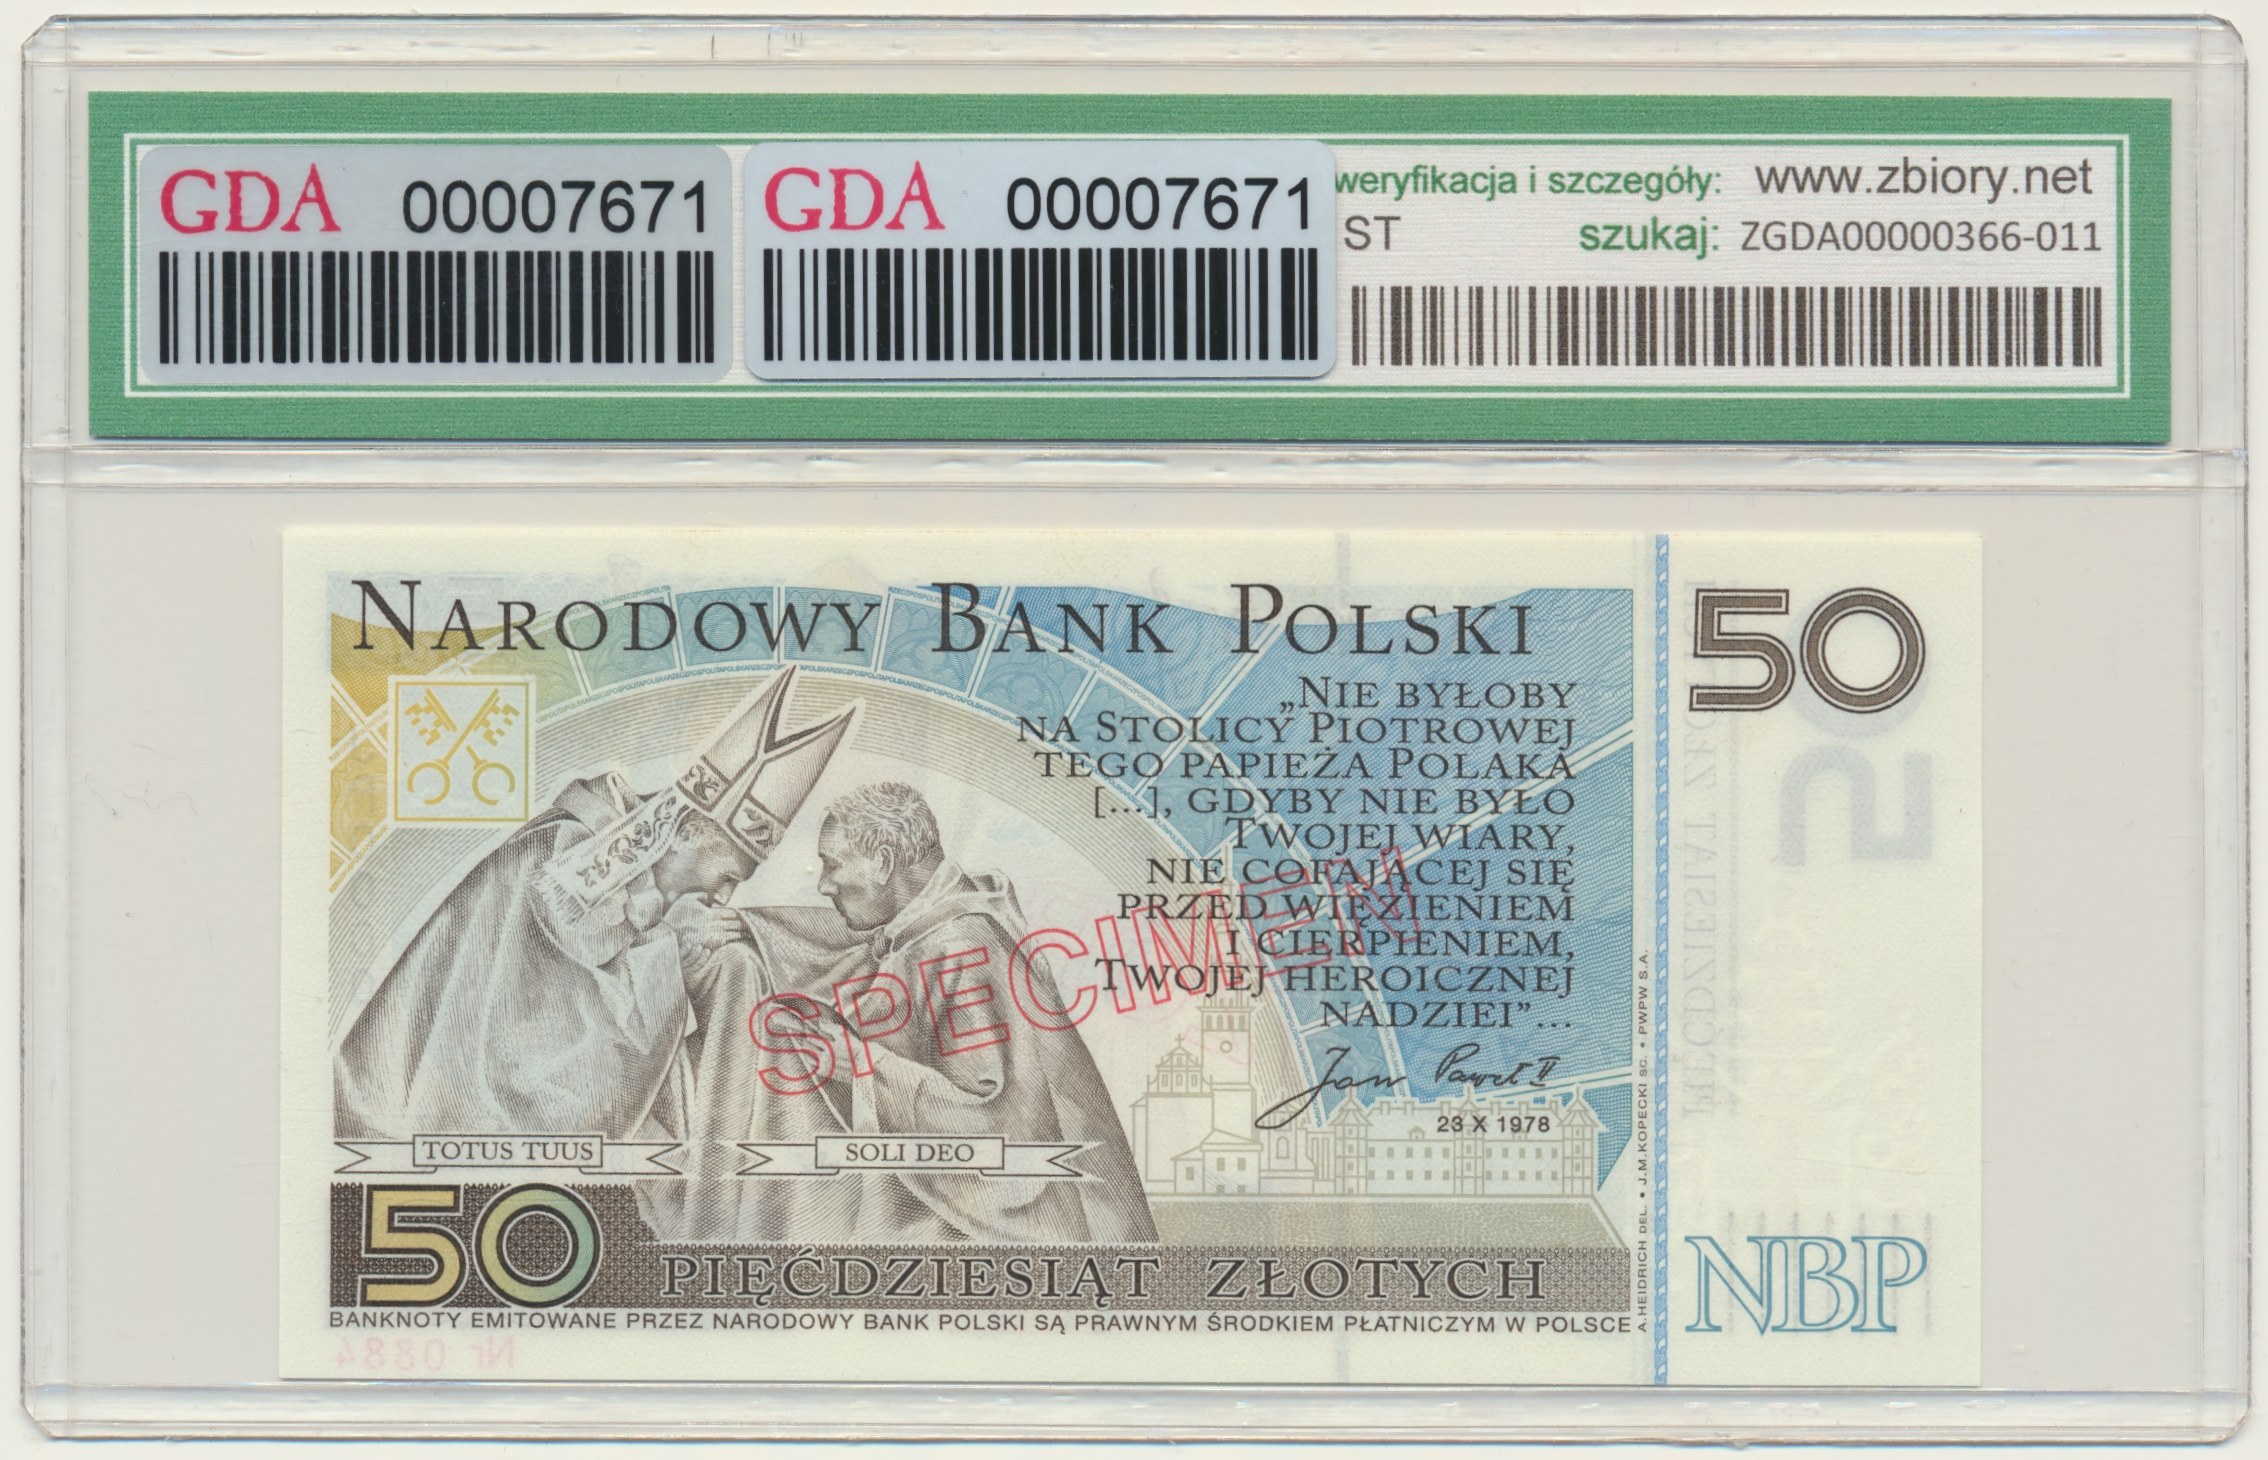 GDA 00007671
GDA 00007671
weryfikacja i szczegóły: www.zbiory.net
ST szukaj: ZGDA00000366-011
NARODOWY BANK POLSKI
50
„NIE BYŁOBY
NA STOLICY PIOTROWEJ
TEGO PAPIEŻA POLAKA
[...], GDYBY NIE BYŁO
TWOJEJ WIARY,
NIE COFAJĄCEJ SIĘ
PRZED WIĘZIENIEM
I CIERPIENIEM,
TWOJEJ HEROICZNEJ
NADZIEI”...
SPECIMEN
Jan Paweł II
23 X 1978
TOTUS TUUS
SOLI DEO
50
PIĘĆDZIESIĄT ZŁOTYCH
BANKNOTY EMITOWANE PRZEZ NARODOWY BANK POLSKI SĄ PRAWNYM ŚRODKIEM PŁATNICZYM W POLSCE
A.HEIDRICH DEL. • J.M.KOPECKI SC. • PWPW S.A.
NBP
Nr 0884